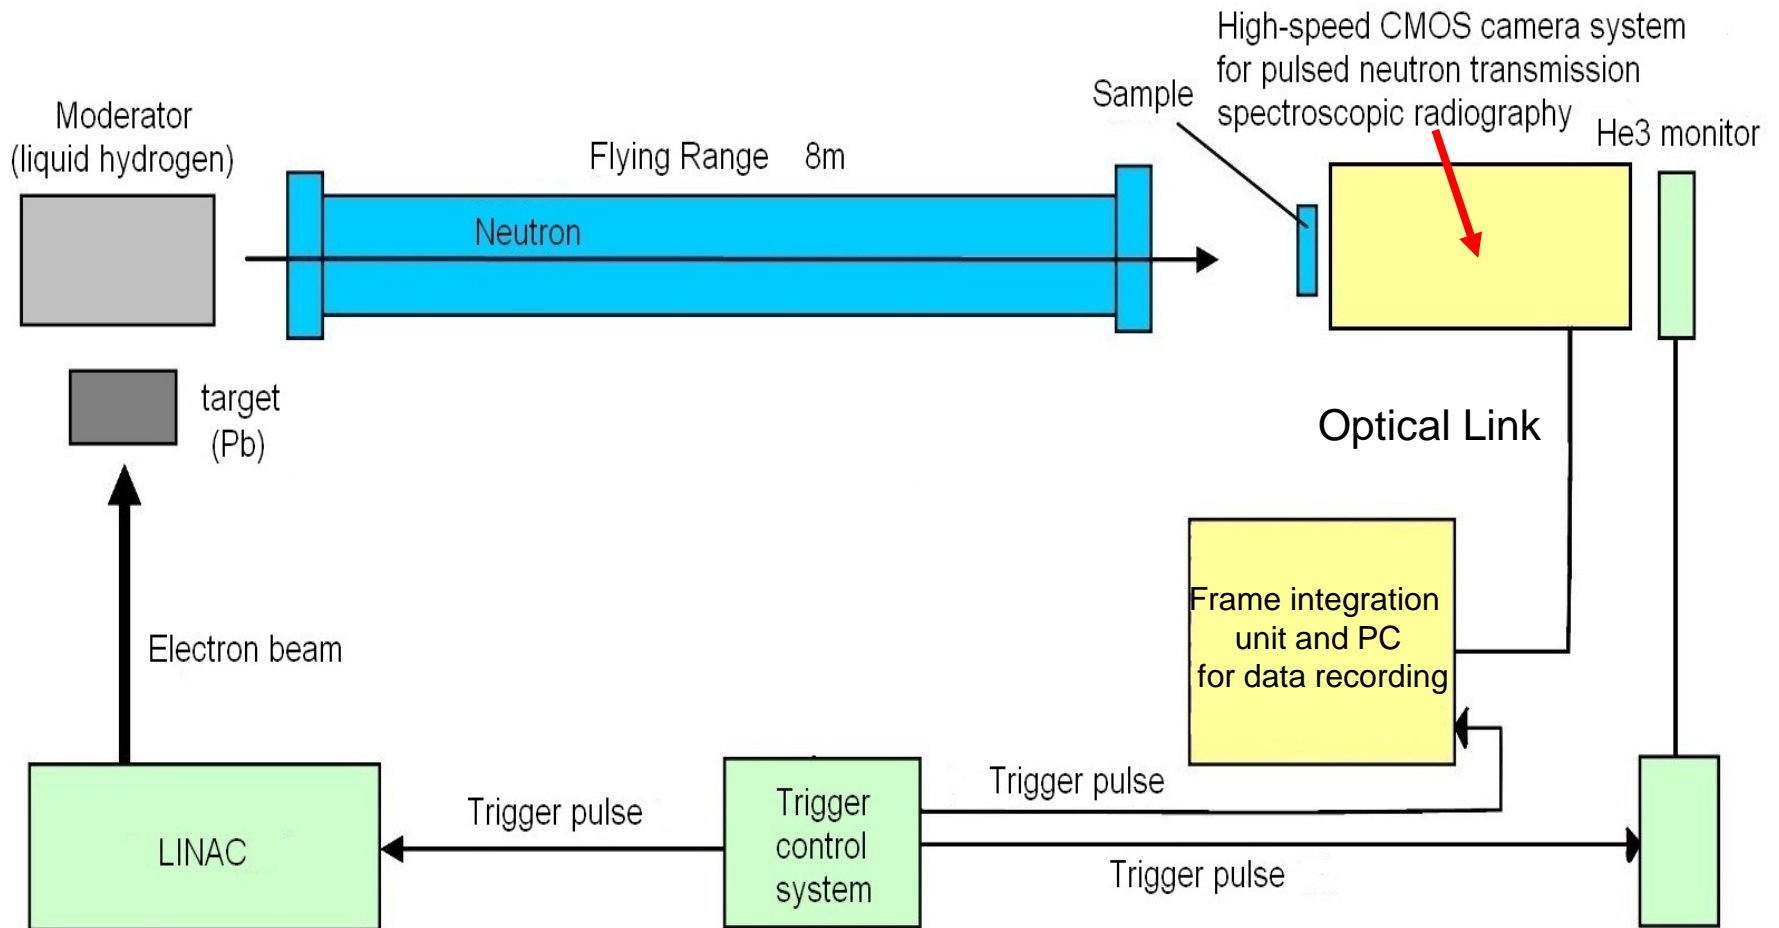 High-speed CMOS camera system
for pulsed neutron transmission
spectroscopic radiography
Sample
He3 monitor
Moderator
(liquid hydrogen)
Flying Range 8m
Neutron
target
(Pb)
Optical Link
Frame integration
unit and PC
for data recording
Electron beam
Trigger pulse
Trigger pulse
Trigger
control
system
LINAC
Trigger pulse